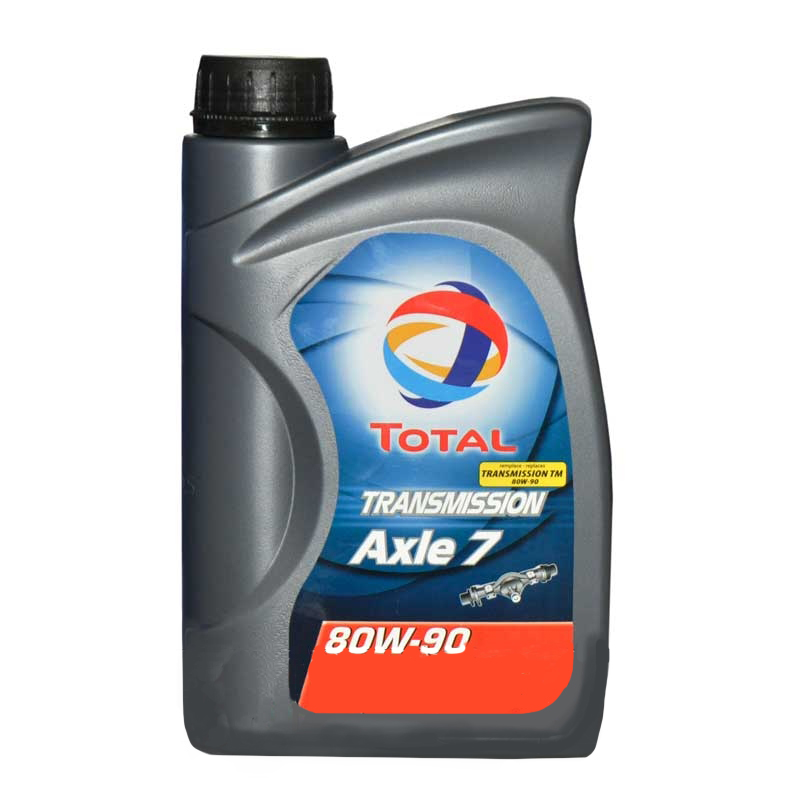 TOTAL
remplace - replaces
TRANSMISSION TM
80W-90
TRANSMISSION
Axle 7
80W-90